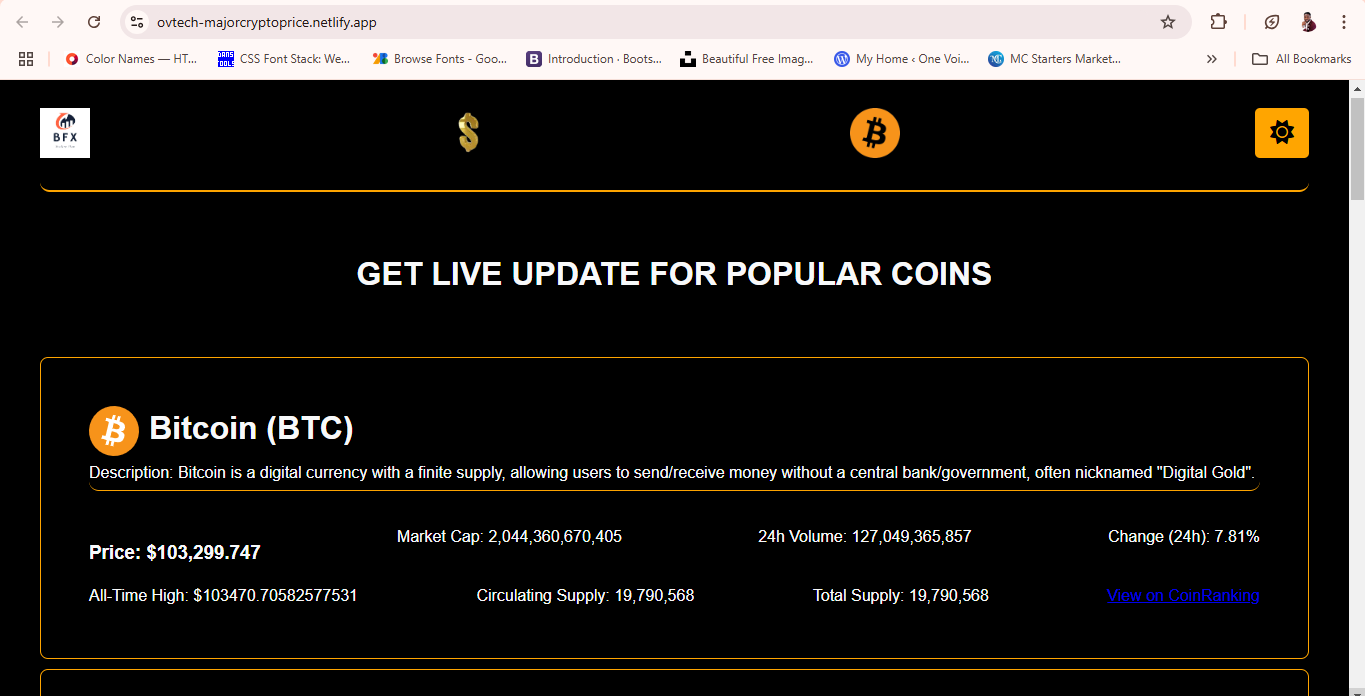 ovtech-majorcryptoprice.netlify.app
Color Names — HT...
CSS Font Stack: We...
Browse Fonts - Goo...
Introduction · Boots...
Beautiful Free Imag...
My Home ‹ One Voi...
MC Starters Market...
All Bookmarks
BFX
GET LIVE UPDATE FOR POPULAR COINS
Bitcoin (BTC)
Description: Bitcoin is a digital currency with a finite supply, allowing users to send/receive money without a central bank/government, often nicknamed "Digital Gold".
Price: $103,299.747 Market Cap: 2,044,360,670,405 24h Volume: 127,049,365,857 Change (24h): 7.81%
All-Time High: $103470.70582577531 Circulating Supply: 19,790,568 Total Supply: 19,790,568 View on CoinRanking